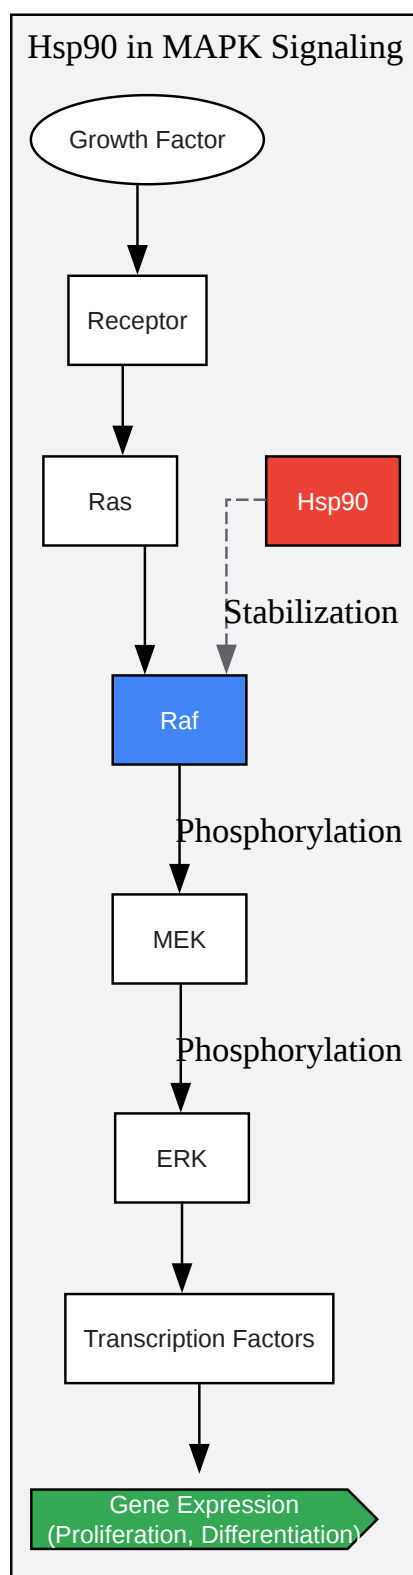 Hsp90 in MAPK Signaling
Growth Factor
Receptor
Ras
Hsp90
Stabilization
Raf
Phosphorylation
MEK
Phosphorylation
ERK
Transcription Factors
Gene Expression
(Proliferation, Differentiation)